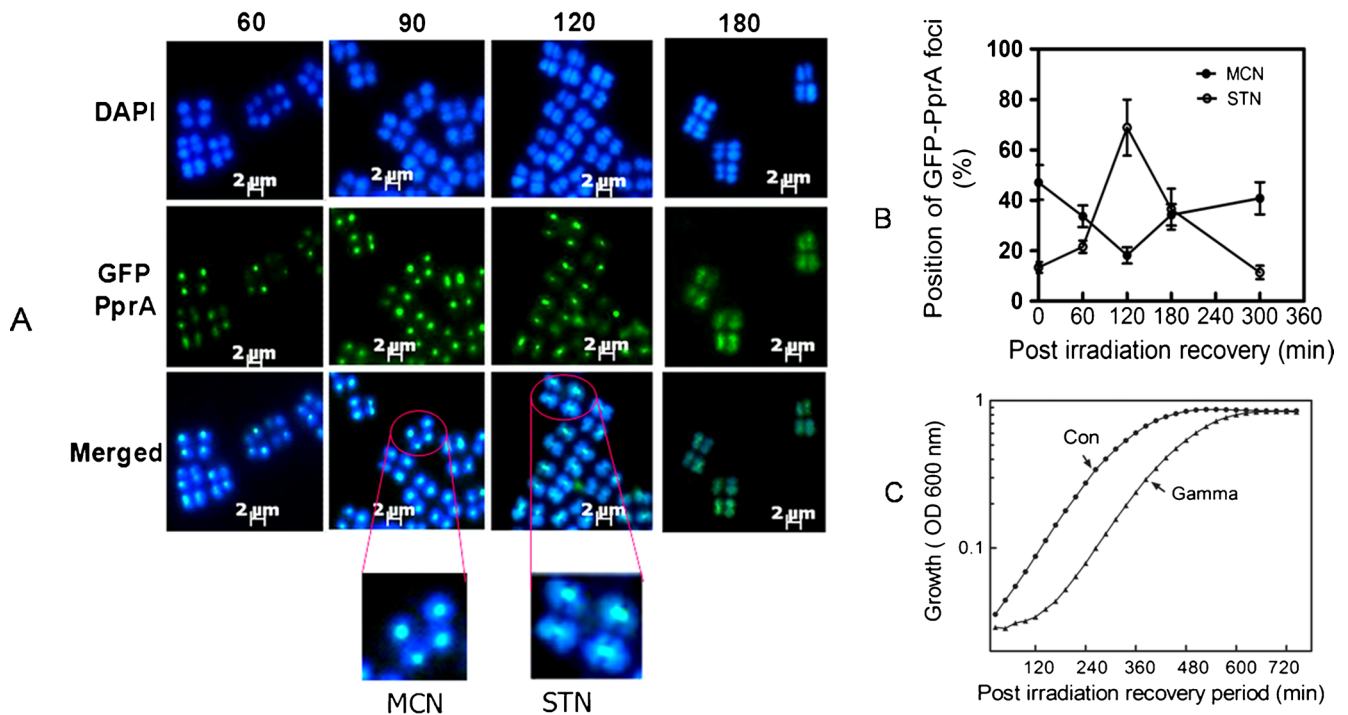 A
60 90 120 180
DAPI
2 µm 2 µm 2 µm 2 µm
GFP
PprA
2 µm 2 µm 2 µm 2 µm
Merged
2 µm 2 µm 2 µm 2 µm
MCN STN
B
Position of GFP-PprA foci
(%)
100
80
60
40
20
0
MCN
STN
0 60 120 180 240 300 360
Post irradiation recovery (min)
C
Growth ( OD 600 nm)
1
0.1
Con
Gamma
120 240 360 480 600 720
Post irradiation recovery period (min)